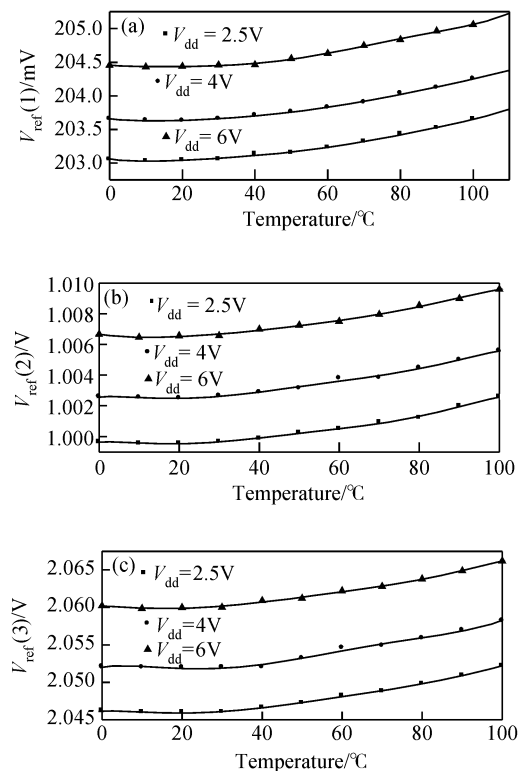 (a)
■ Vdd = 2.5V
● Vdd = 4V
▲ Vdd = 6V
Vref(1)/mV
205.0
204.5
204.0
203.5
203.0
0 20 40 60 80 100
Temperature/℃
(b)
■ Vdd = 2.5V
● Vdd = 4V
▲ Vdd = 6V
Vref(2)/V
1.010
1.008
1.006
1.004
1.002
1.000
0 20 40 60 80 100
Temperature/℃
(c)
■ Vdd=2.5V
● Vdd=4V
▲ Vdd=6V
Vref(3)/V
2.065
2.060
2.055
2.050
2.045
0 20 40 60 80 100
Temperature/℃